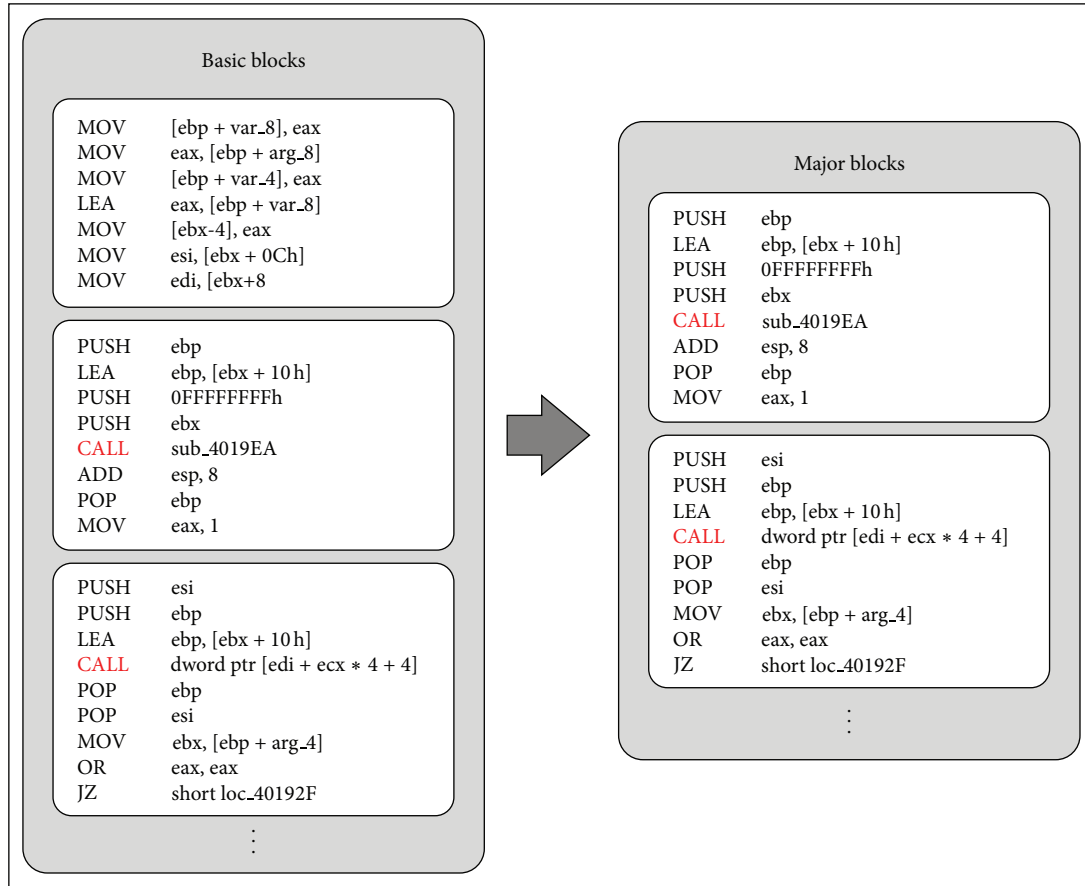 Basic blocks
MOV [ebp + var_8], eax
MOV eax, [ebp + arg_8]
MOV [ebp + var_4], eax
LEA eax, [ebp + var_8]
MOV [ebx-4], eax
MOV esi, [ebx + 0Ch]
MOV edi, [ebx+8
PUSH ebp
LEA ebp, [ebx + 10 h]
PUSH 0FFFFFFFFh
PUSH ebx
CALL sub_4019EA
ADD esp, 8
POP ebp
MOV eax, 1
PUSH esi
PUSH ebp
LEA ebp, [ebx + 10 h]
CALL dword ptr [edi + ecx * 4 + 4]
POP ebp
POP esi
MOV ebx, [ebp + arg_4]
OR eax, eax
JZ short loc_40192F
⋮
Major blocks
PUSH ebp
LEA ebp, [ebx + 10 h]
PUSH 0FFFFFFFFh
PUSH ebx
CALL sub_4019EA
ADD esp, 8
POP ebp
MOV eax, 1
PUSH esi
PUSH ebp
LEA ebp, [ebx + 10 h]
CALL dword ptr [edi + ecx * 4 + 4]
POP ebp
POP esi
MOV ebx, [ebp + arg_4]
OR eax, eax
JZ short loc_40192F
⋮